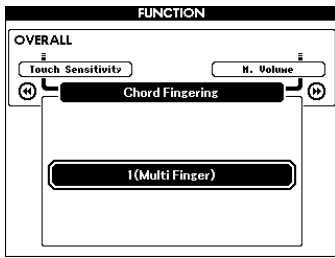 FUNCTION
OVERALL
Touch Sensitivity
M. Volume
Chord Fingering
1(Multi Finger)